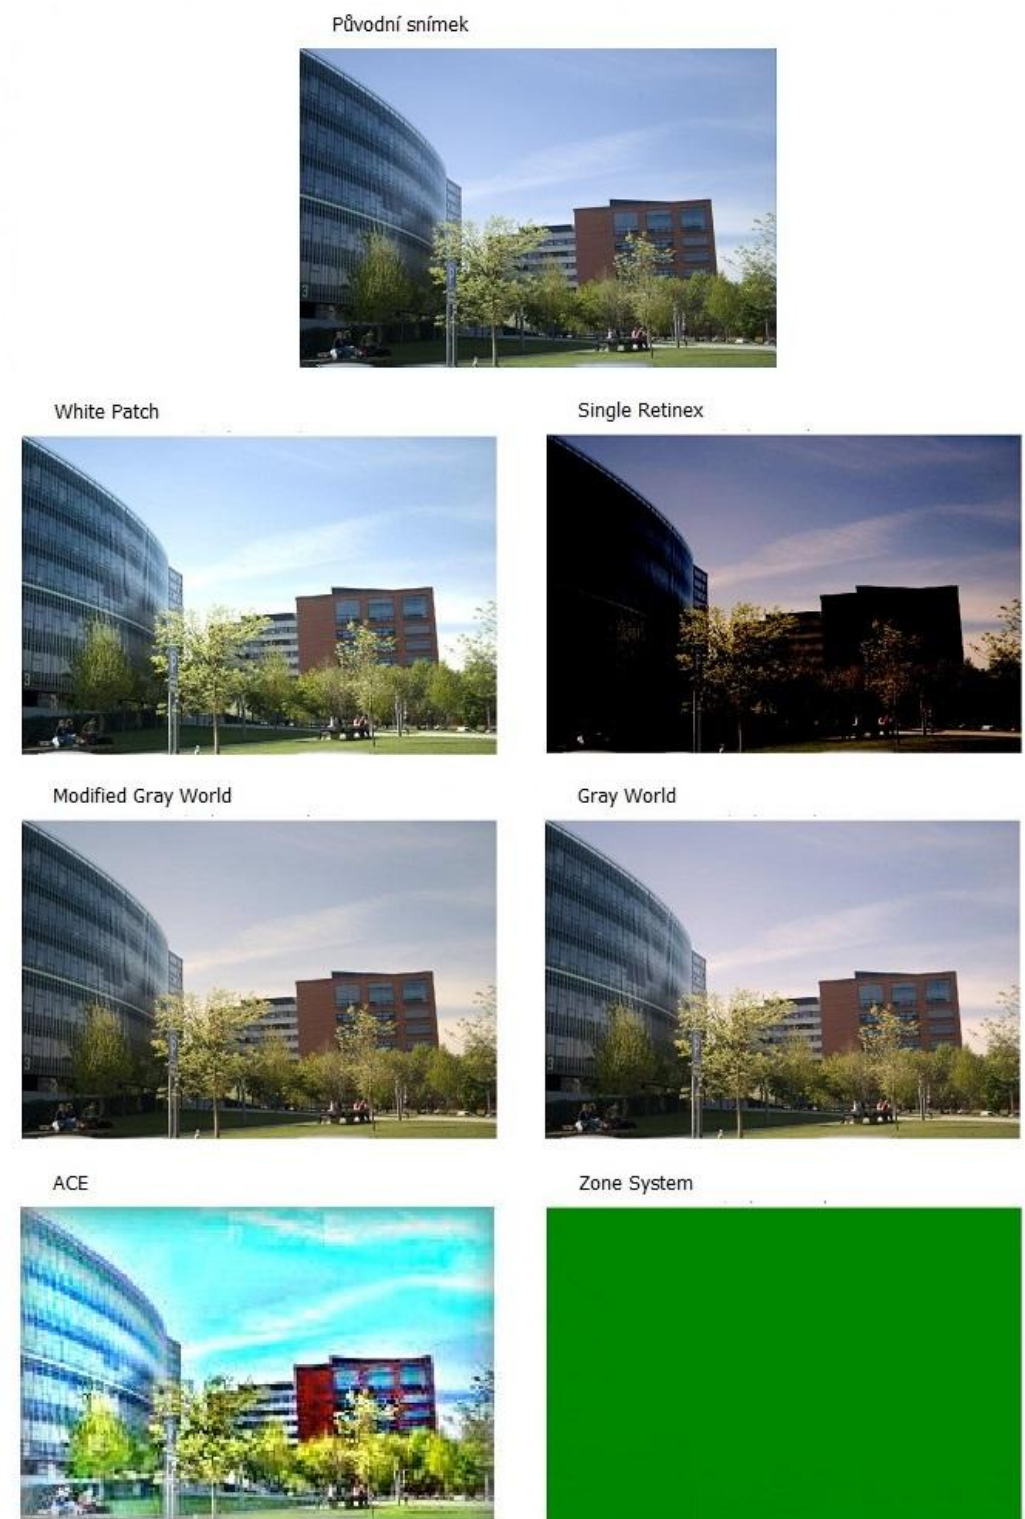 Původní snímek
White Patch
Single Retinex
Modified Gray World
Gray World
ACE
Zone System